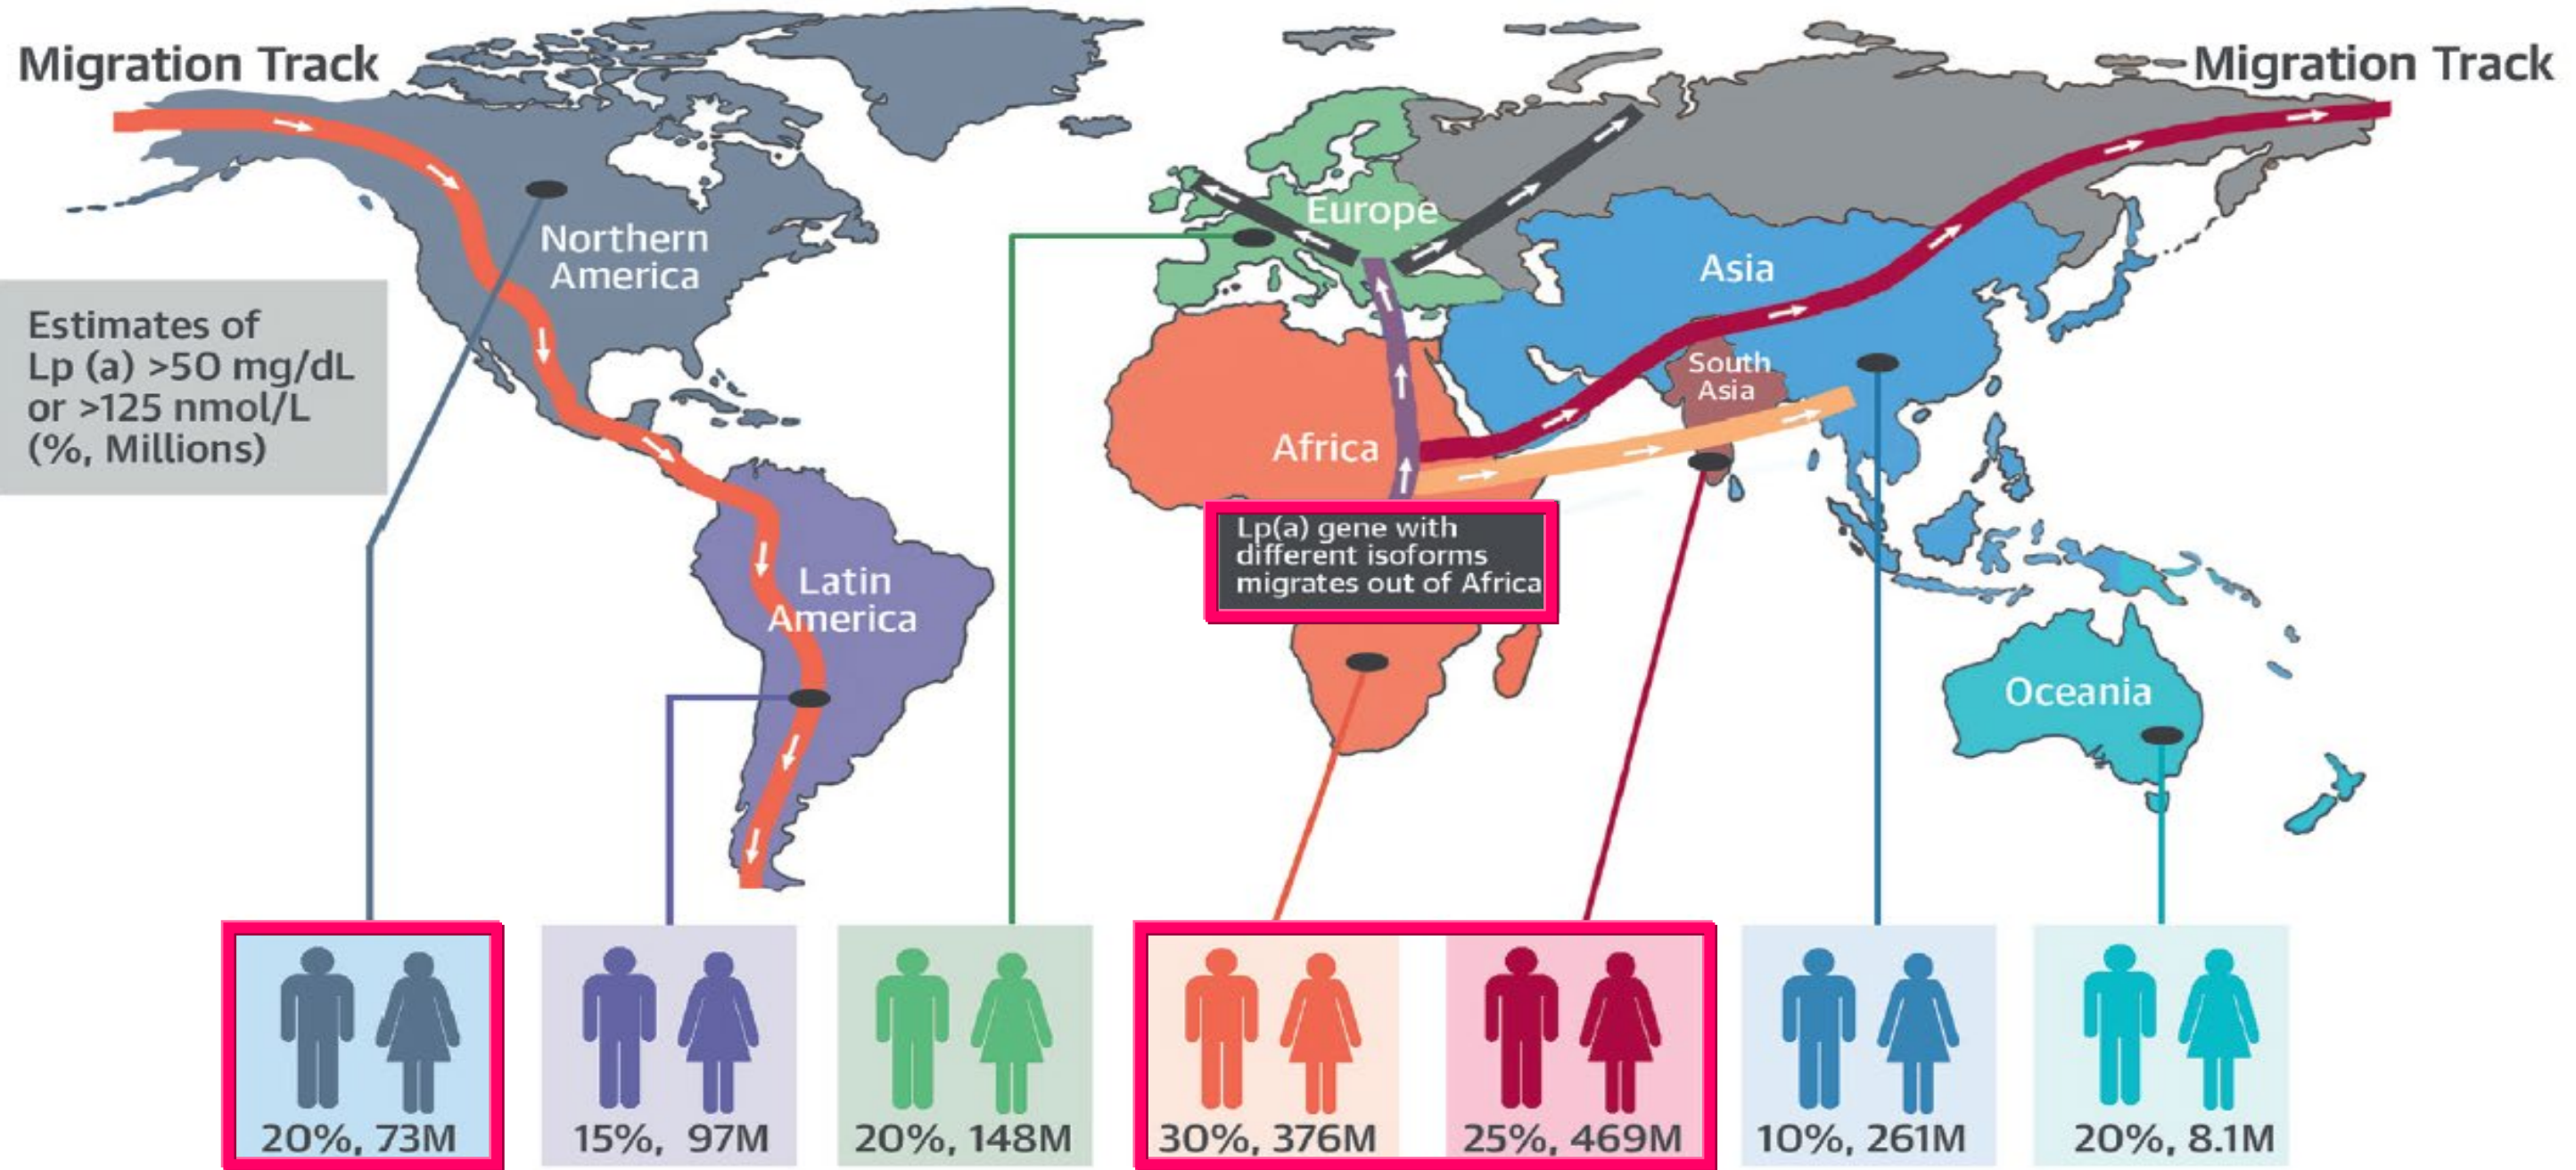 Migration Track
Migration Track
Northern
America
Europe
Asia
South
Asia
Africa
Estimates of
Lp (a) >50 mg/dL
or >125 nmol/L
(%, Millions)
Lp(a) gene with
different isoforms
migrates out of Africa
Latin
America
Oceania
20%, 73M
15%, 97M
20%, 148M
30%, 376M
25%, 469M
10%, 261M
20%, 8.1M